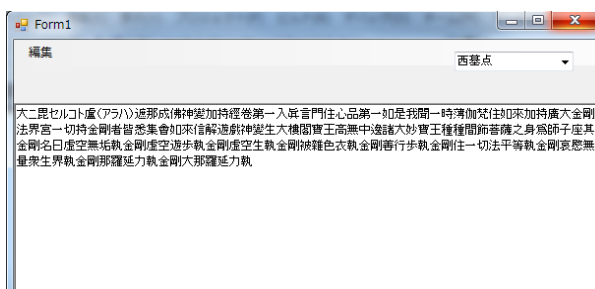 Form1
編集
西墓点
大二毘セルコト盧(アラハ)遮那成佛神變加持經卷第一入眞言門住心品第一如是我聞一時薄伽梵住如來加持廣大金剛
法界宮一切持金剛者皆悉集會如來信解遊戲神變生大樓閣寶王高無中邊諸大妙寶王種種間飾菩薩之身爲師子座其
金剛名曰虛空無垢執金剛虛空遊步執金剛虛空生執金剛被雜色衣執金剛善行步執金剛住一切法平等執金剛哀愍無
量衆生界執金剛那羅延力執金剛大那羅延力執